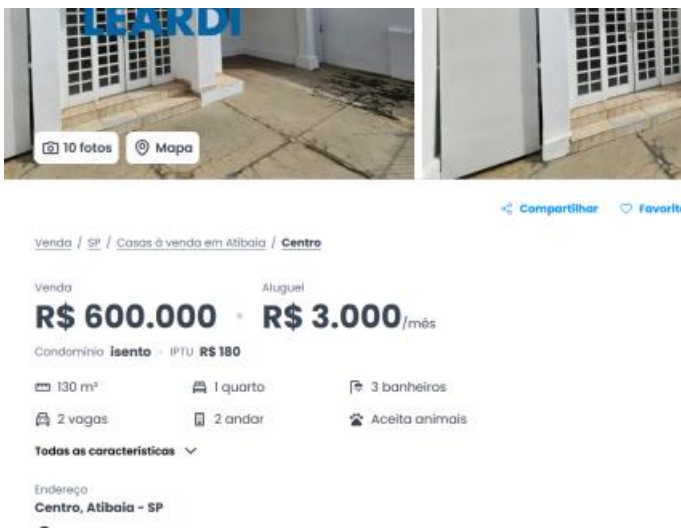 LEARDI
10 fotos
Mapa
Compartilhar
Venda / SP / Casas à venda em Atibaia / Centro
Venda
Aluguel
R$ 600.000
R$ 3.000/mês
Condomínio isento · IPTU R$ 180
130 m²
1 quarto
3 banheiros
2 vagas
2 andar
Aceita animais
Todas as características
Endereço
Centro, Atibaia - SP